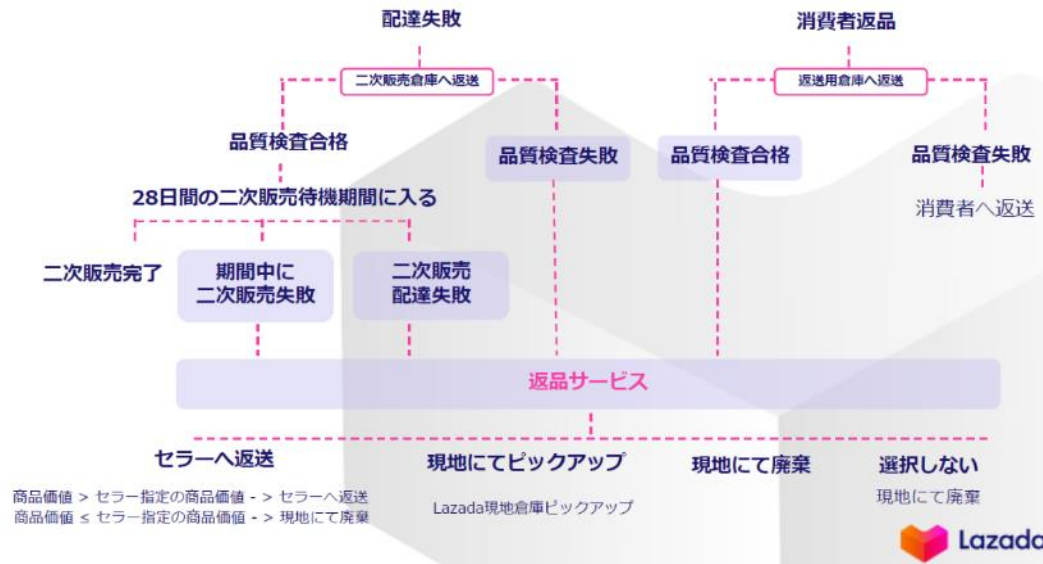 配達失敗
消費者返品
二次販売倉庫へ返送
返送用倉庫へ返送
品質検査合格
品質検査失敗
品質検査合格
品質検査失敗
28日間の二次販売待機期間に入る
消費者へ返送
二次販売完了
期間中に
二次販売失敗
二次販売
配達失敗
返品サービス
セラーへ返送
現地にてピックアップ
現地にて廃棄
選択しない
商品価値 > セラー指定の商品価値 - > セラーへ返送
商品価値 ≤ セラー指定の商品価値 - > 現地にて廃棄
Lazada現地倉庫ピックアップ
現地にて廃棄
Lazada